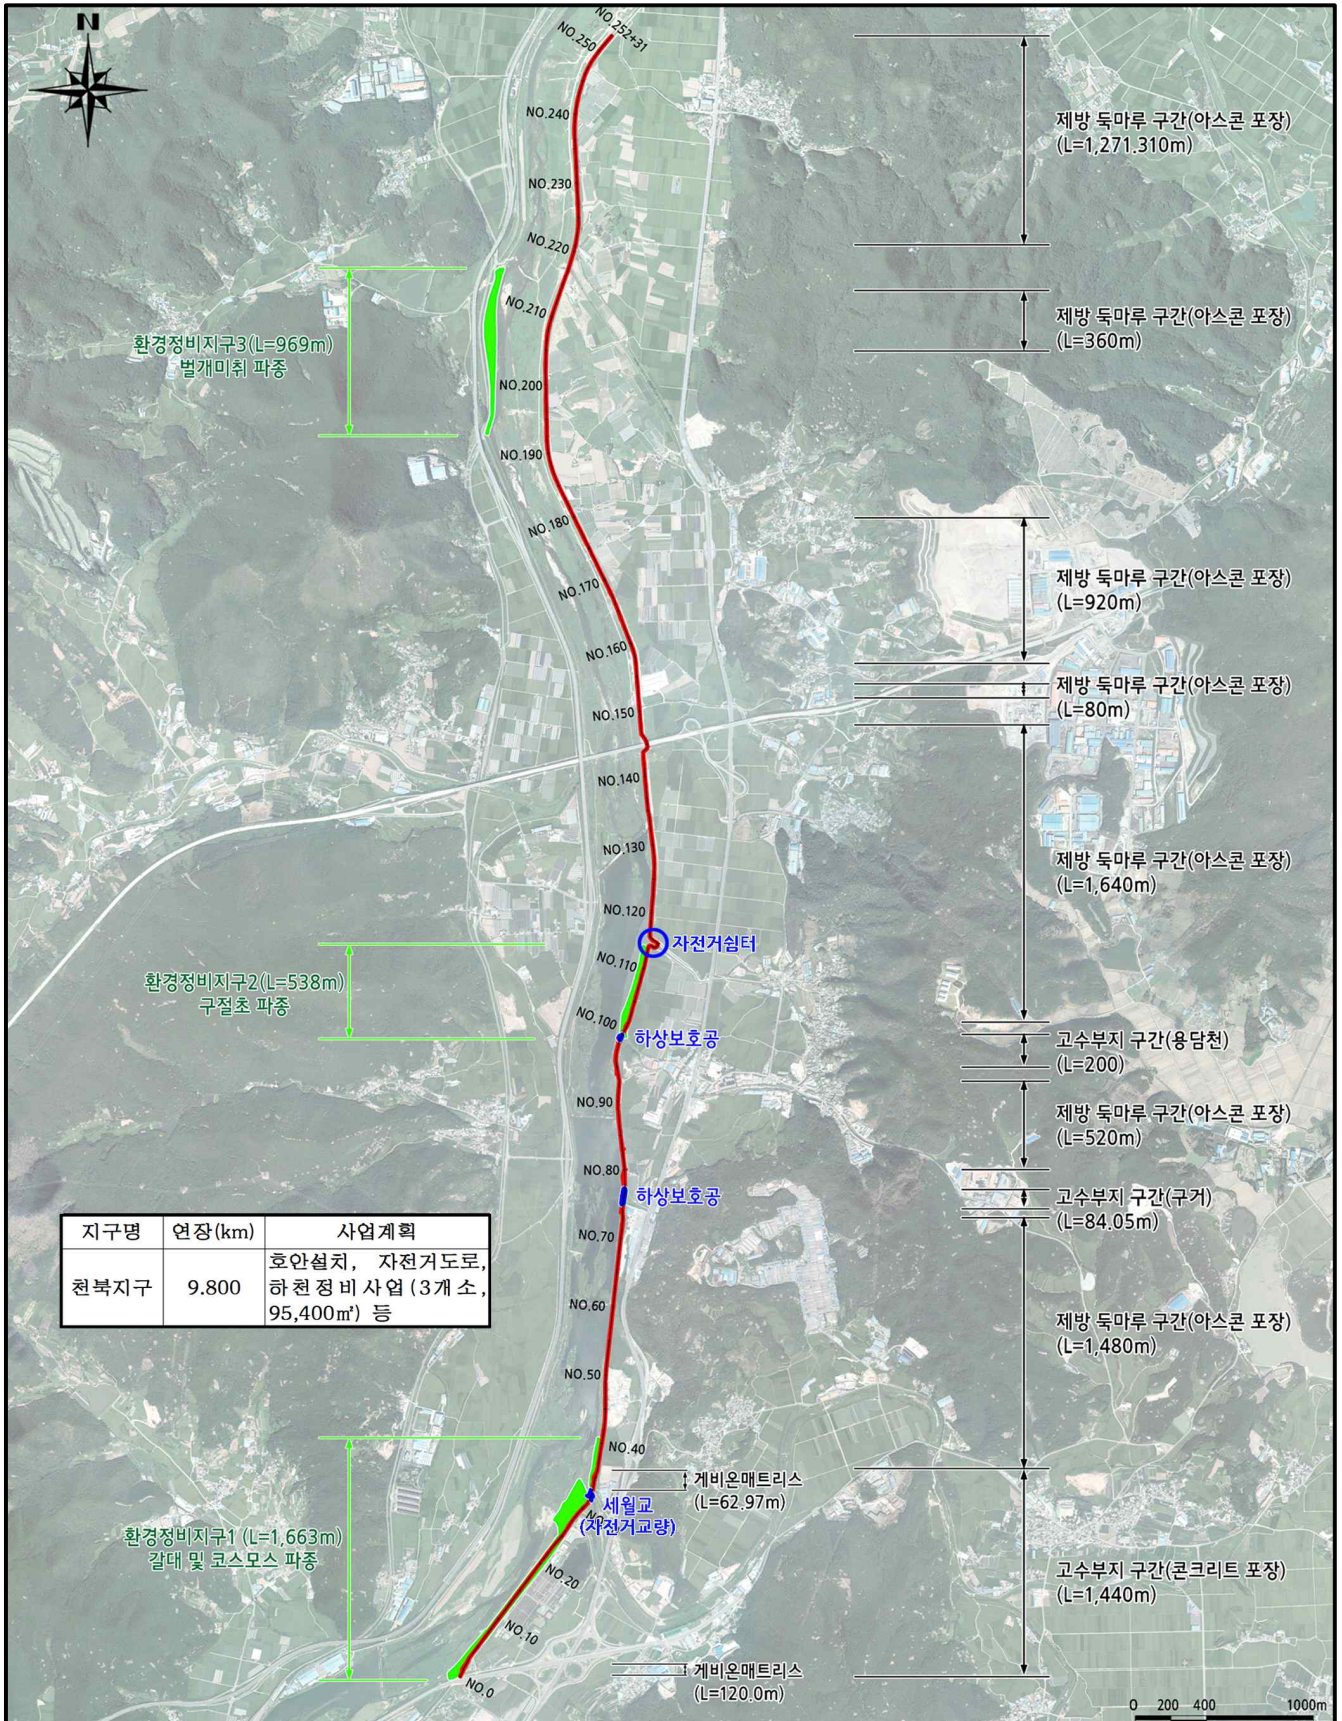 N
NO.252+31
NO.250
NO.240
NO.230
NO.220
NO.210
NO.200
NO.190
NO.180
NO.170
NO.160
NO.150
NO.140
NO.130
NO.120
자전거쉼터
NO.110
NO.100
하상보호공
NO.90
NO.80
하상보호공
NO.70
NO.60
NO.50
NO.40
게비온매트리스
(L=62.97m)
세월교
(자전거교량)
NO.20
NO.10
NO.0
게비온매트리스
(L=120.0m)
환경정비지구3(L=969m)
벌개미취 파종
환경정비지구2(L=538m)
구절초 파종
지구명 연장(km) 사업계획
천북지구 9.800 호안설치, 자전거도로,
하천정비사업(3개소,
95,400㎡) 등
환경정비지구1 (L=1,663m)
갈대 및 코스모스 파종
제방 둑마루 구간(아스콘 포장)
(L=1,271.310m)
제방 둑마루 구간(아스콘 포장)
(L=360m)
제방 둑마루 구간(아스콘 포장)
(L=920m)
제방 둑마루 구간(아스콘 포장)
(L=80m)
제방 둑마루 구간(아스콘 포장)
(L=1,640m)
고수부지 구간(용담천)
(L=200)
제방 둑마루 구간(아스콘 포장)
(L=520m)
고수부지 구간(구거)
(L=84.05m)
제방 둑마루 구간(아스콘 포장)
(L=1,480m)
고수부지 구간(콘크리트 포장)
(L=1,440m)
0 200 400 1000m